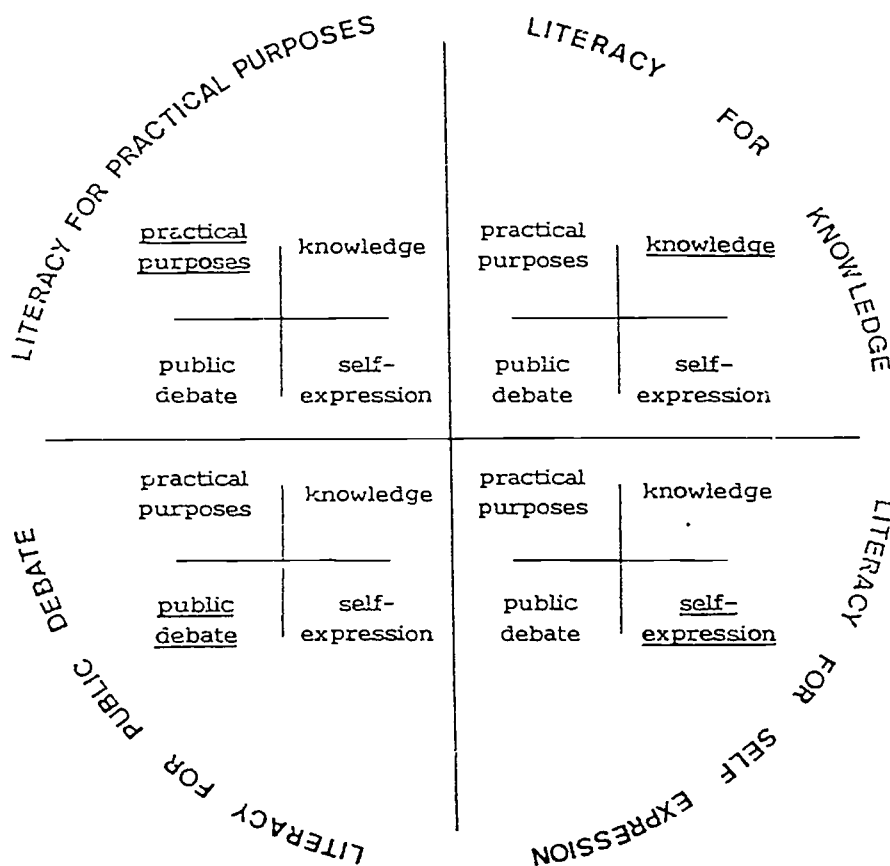 LITERACY FOR PRACTICAL PURPOSES
LITERACY FOR KNOWLEDGE
practical
purposes
knowledge
public
debate
self-
expression
practical
purposes
knowledge
public
debate
self-
expression
practical
purposes
knowledge
public
debate
self-
expression
practical
purposes
knowledge
public
debate
self-
expression
LITERACY FOR PUBLIC DEBATE
LITERACY FOR SELF EXPRESSION